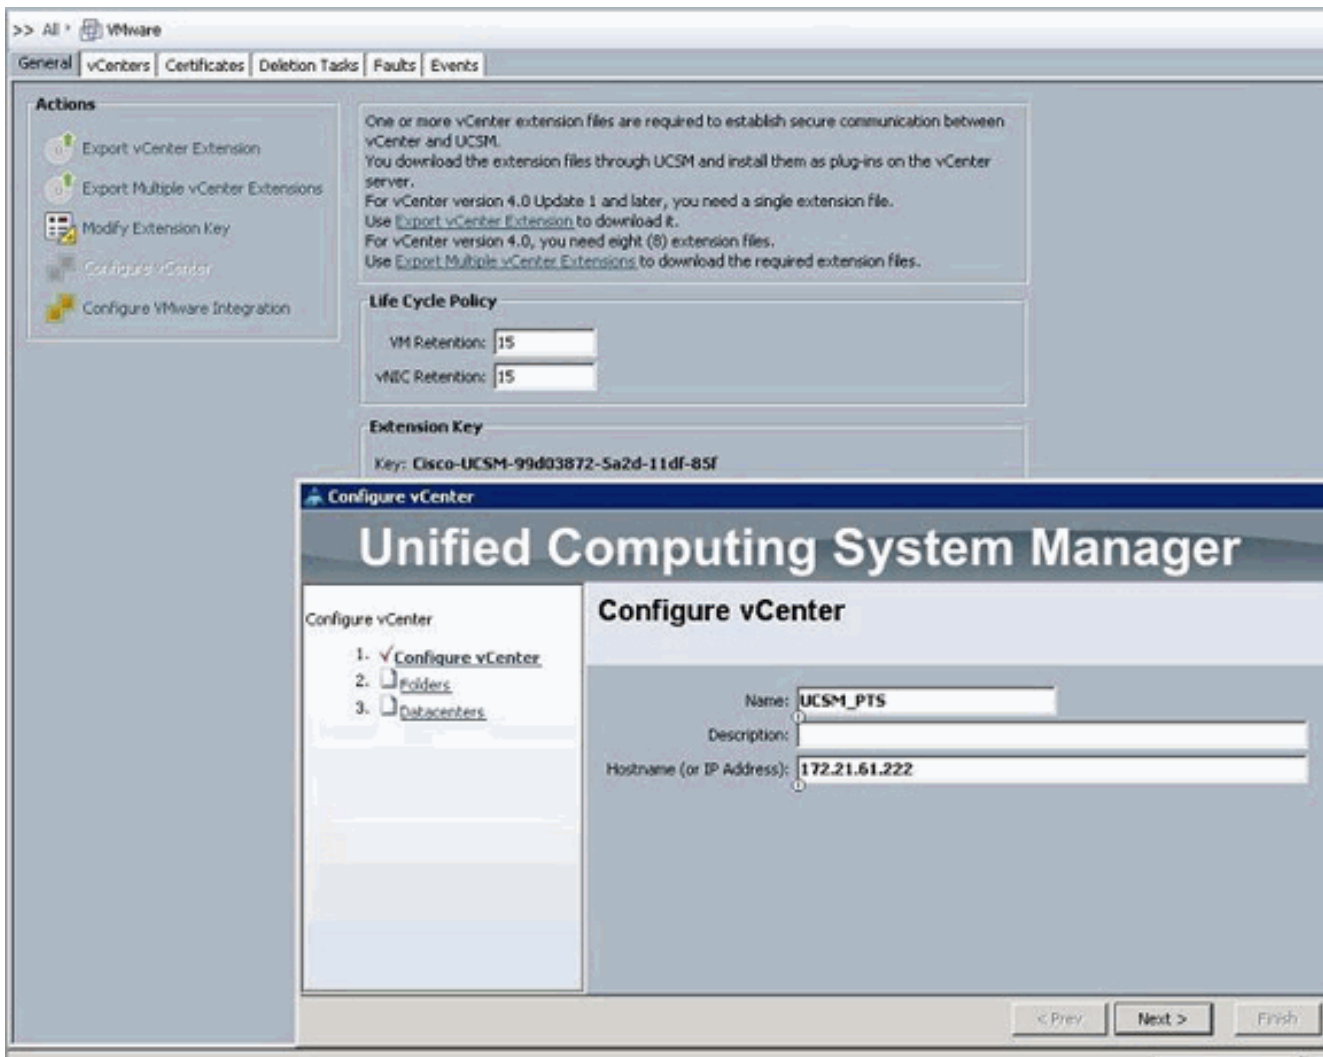 >> All ▸ VMware
General vCenters Certificates Deletion Tasks Faults Events
Actions
Export vCenter Extension
Export Multiple vCenter Extensions
Modify Extension Key
Configure vCenter
Configure VMware Integration
One or more vCenter extension files are required to establish secure communication between
vCenter and UCSM.
You download the extension files through UCSM and install them as plug-ins on the vCenter
server.
For vCenter version 4.0 Update 1 and later, you need a single extension file.
Use Export vCenter Extension to download it.
For vCenter version 4.0, you need eight (8) extension files.
Use Export Multiple vCenter Extensions to download the required extension files.
Life Cycle Policy
VM Retention: 15
vNIC Retention: 15
Extension Key
Key: Cisco-UCSM-99d03872-5a2d-11df-85f
Configure vCenter
Unified Computing System Manager
Configure vCenter
1. √Configure vCenter
2. Folders
3. Datacenters
Configure vCenter
Name: UCSM_PTS
Description:
Hostname (or IP Address): 172.21.61.222
< Prev Next > Finish